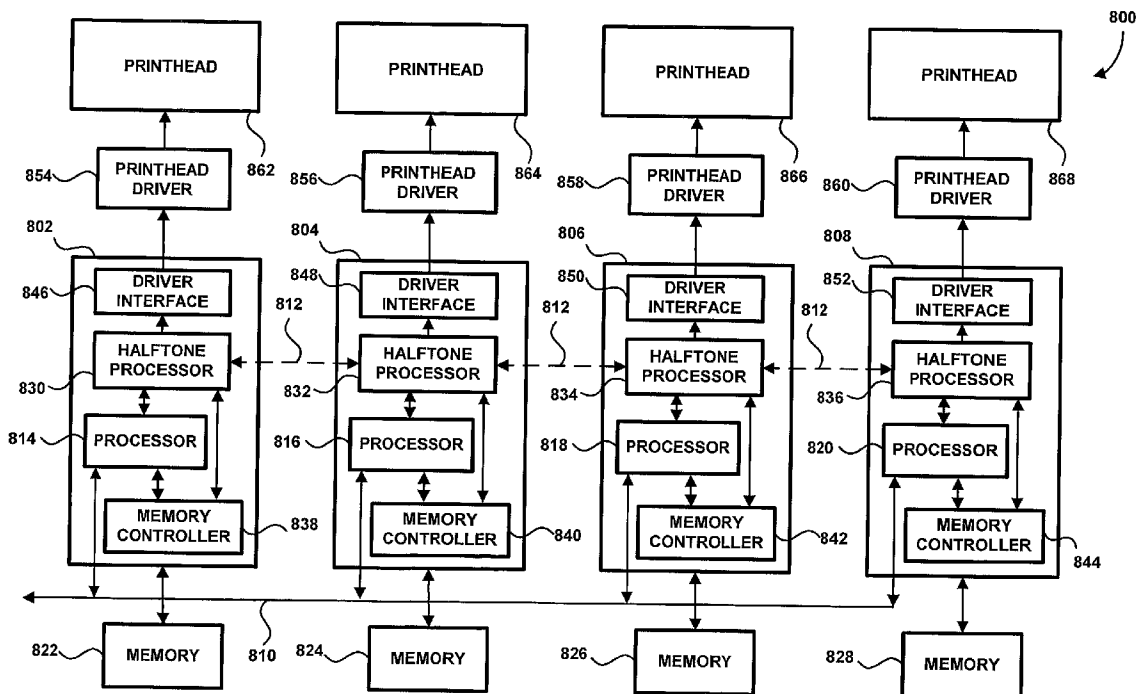 800
PRINTHEAD
PRINTHEAD
PRINTHEAD
PRINTHEAD
862
864
866
868
854
PRINTHEAD
DRIVER
856
PRINTHEAD
DRIVER
858
PRINTHEAD
DRIVER
860
PRINTHEAD
DRIVER
802
804
806
808
846
DRIVER
INTERFACE
848
DRIVER
INTERFACE
850
DRIVER
INTERFACE
852
DRIVER
INTERFACE
812
812
812
830
HALFTONE
PROCESSOR
832
HALFTONE
PROCESSOR
834
HALFTONE
PROCESSOR
836
HALFTONE
PROCESSOR
814
PROCESSOR
816
PROCESSOR
818
PROCESSOR
820
PROCESSOR
MEMORY
CONTROLLER
838
MEMORY
CONTROLLER
840
MEMORY
CONTROLLER
842
MEMORY
CONTROLLER
844
810
822
MEMORY
824
MEMORY
826
MEMORY
828
MEMORY